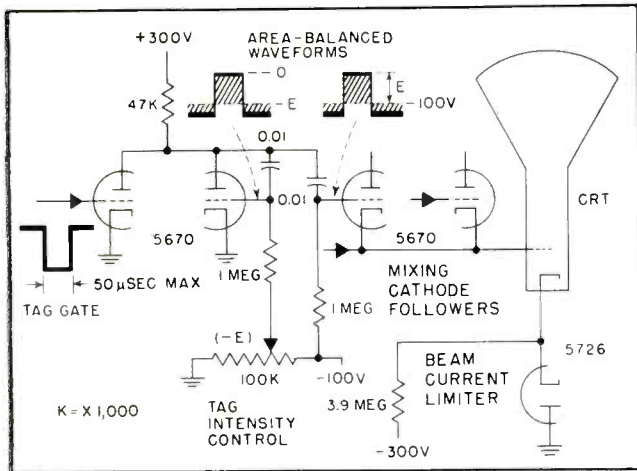 +300V
AREA-BALANCED
WAVEFORMS
O
-E
E
-100V
47K
0.01
0.01
5670
5670
CRT
50 μSEC MAX
TAG GATE
1 MEG
1 MEG
MIXING
CATHODE
FOLLOWERS
5726
(-E)
100K
-100V
BEAM
CURRENT
LIMITER
3.9 MEG
TAG
INTENSITY
CONTROL
K = X 1,000
-300V